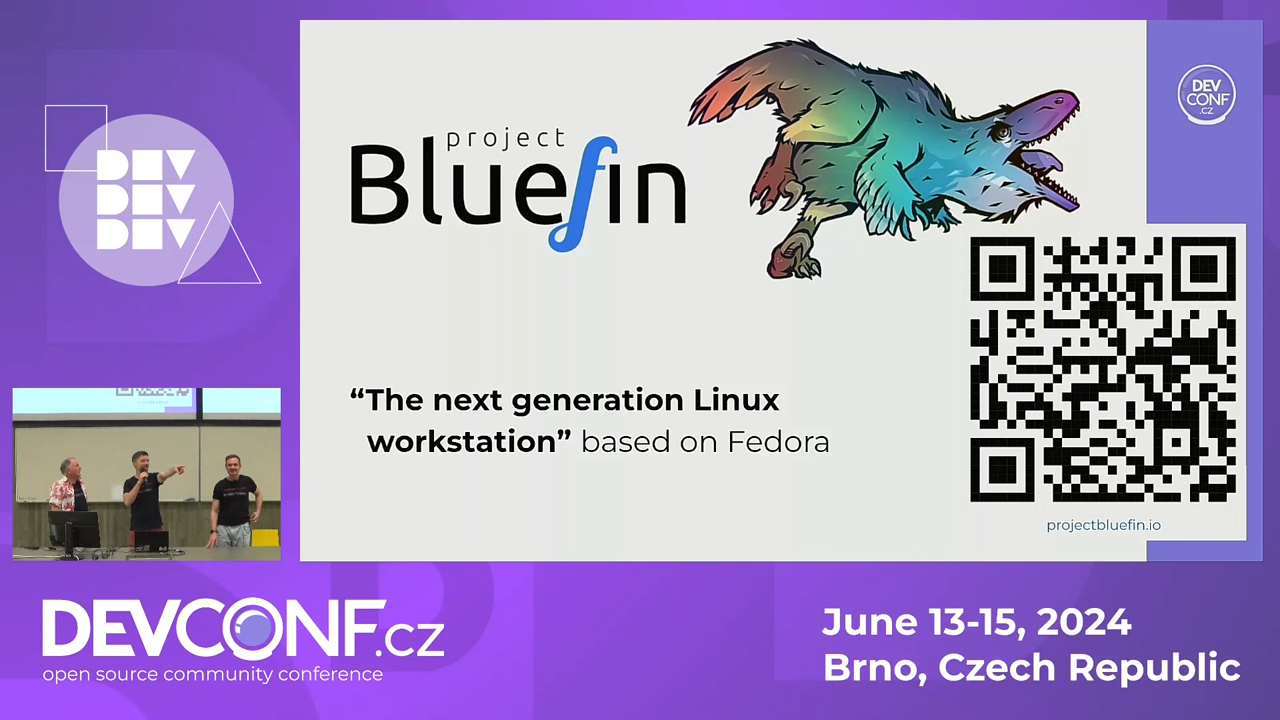 DEV
DEV
DEV
project
Bluefin
DEV
CONF
.CZ
“The next generation Linux
workstation” based on Fedora
projectbluefin.io
DEVCONF.cz
open source community conference
June 13-15, 2024
Brno, Czech Republic